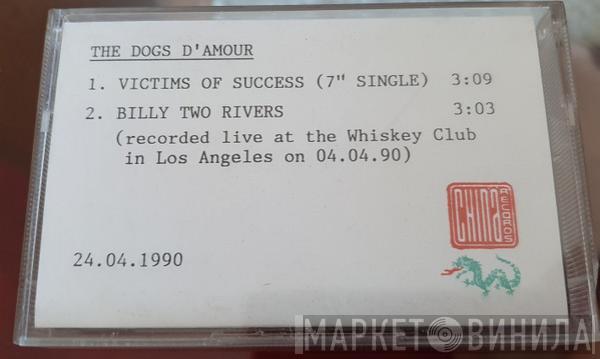 THE DOGS D'AMOUR
1. VICTIMS OF SUCCESS (7" SINGLE) 3:09
2. BILLY TWO RIVERS 3:03
(recorded live at the Whiskey Club
in Los Angeles on 04.04.90)
CHINA
RECORDS
24.04.1990
МАРКЕТ ВИНИЛА